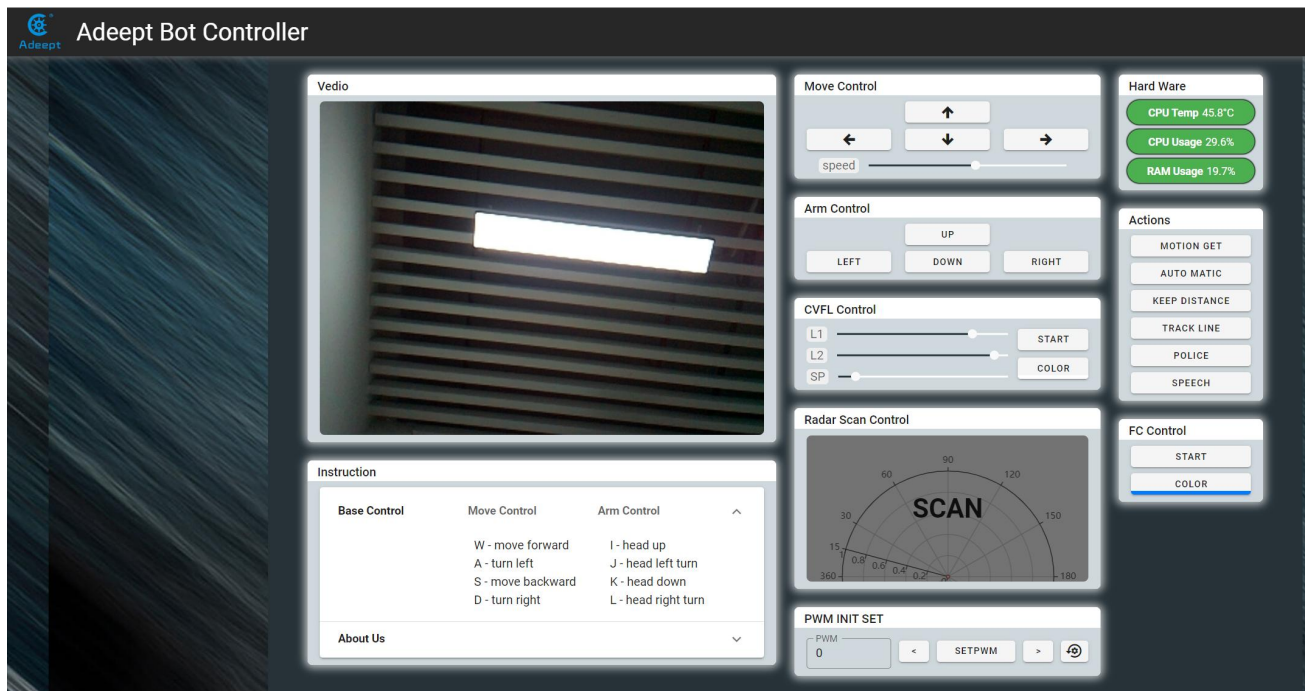 Adeept
Adeept Bot Controller
Vedio
Instruction
Base Control
Move Control
Arm Control
W - move forward
I - head up
A - turn left
J - head left turn
S - move backward
K - head down
D - turn right
L - head right turn
About Us
Move Control
speed
Arm Control
UP
LEFT
DOWN
RIGHT
CVFL Control
L1
START
L2
COLOR
SP
Radar Scan Control
90
60
120
SCAN
30
150
15
1
0.8
0.6
0.4
0.2
360
180
PWM INIT SET
PWM
0
<
SETPWM
>
Hard Ware
CPU Temp 45.8°C
CPU Usage 29.6%
RAM Usage 19.7%
Actions
MOTION GET
AUTO MATIC
KEEP DISTANCE
TRACK LINE
POLICE
SPEECH
FC Control
START
COLOR